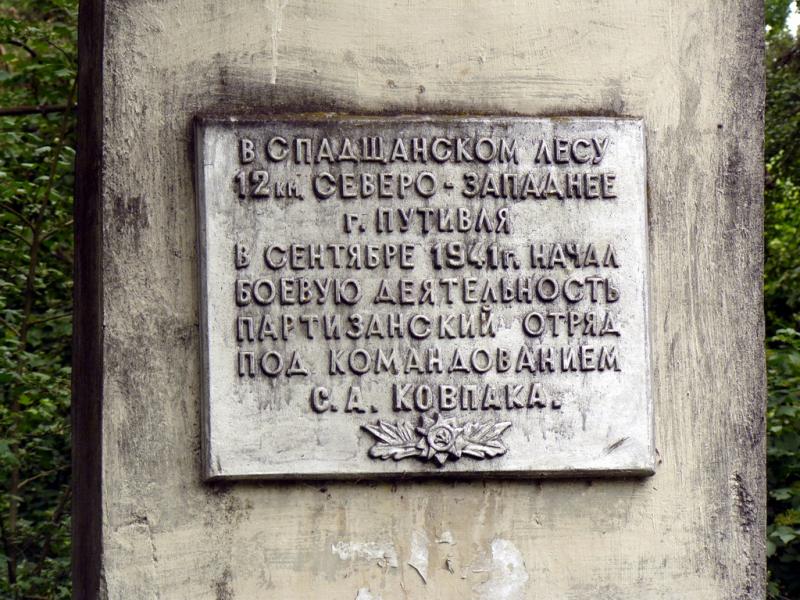 В СПАДЩАНСКОМ ЛЕСУ
12 КМ. СЕВЕРО - ЗАПАДНЕЕ
Г. ПУТИВЛЯ
В СЕНТЯБРЕ 1941 Г. НАЧАЛ
БОЕВУЮ ДЕЯТЕЛЬНОСТЬ
ПАРТИЗАНСКИЙ ОТРЯД
ПОД КОМАНДОВАНИЕМ
С. А. КОВПАКА.